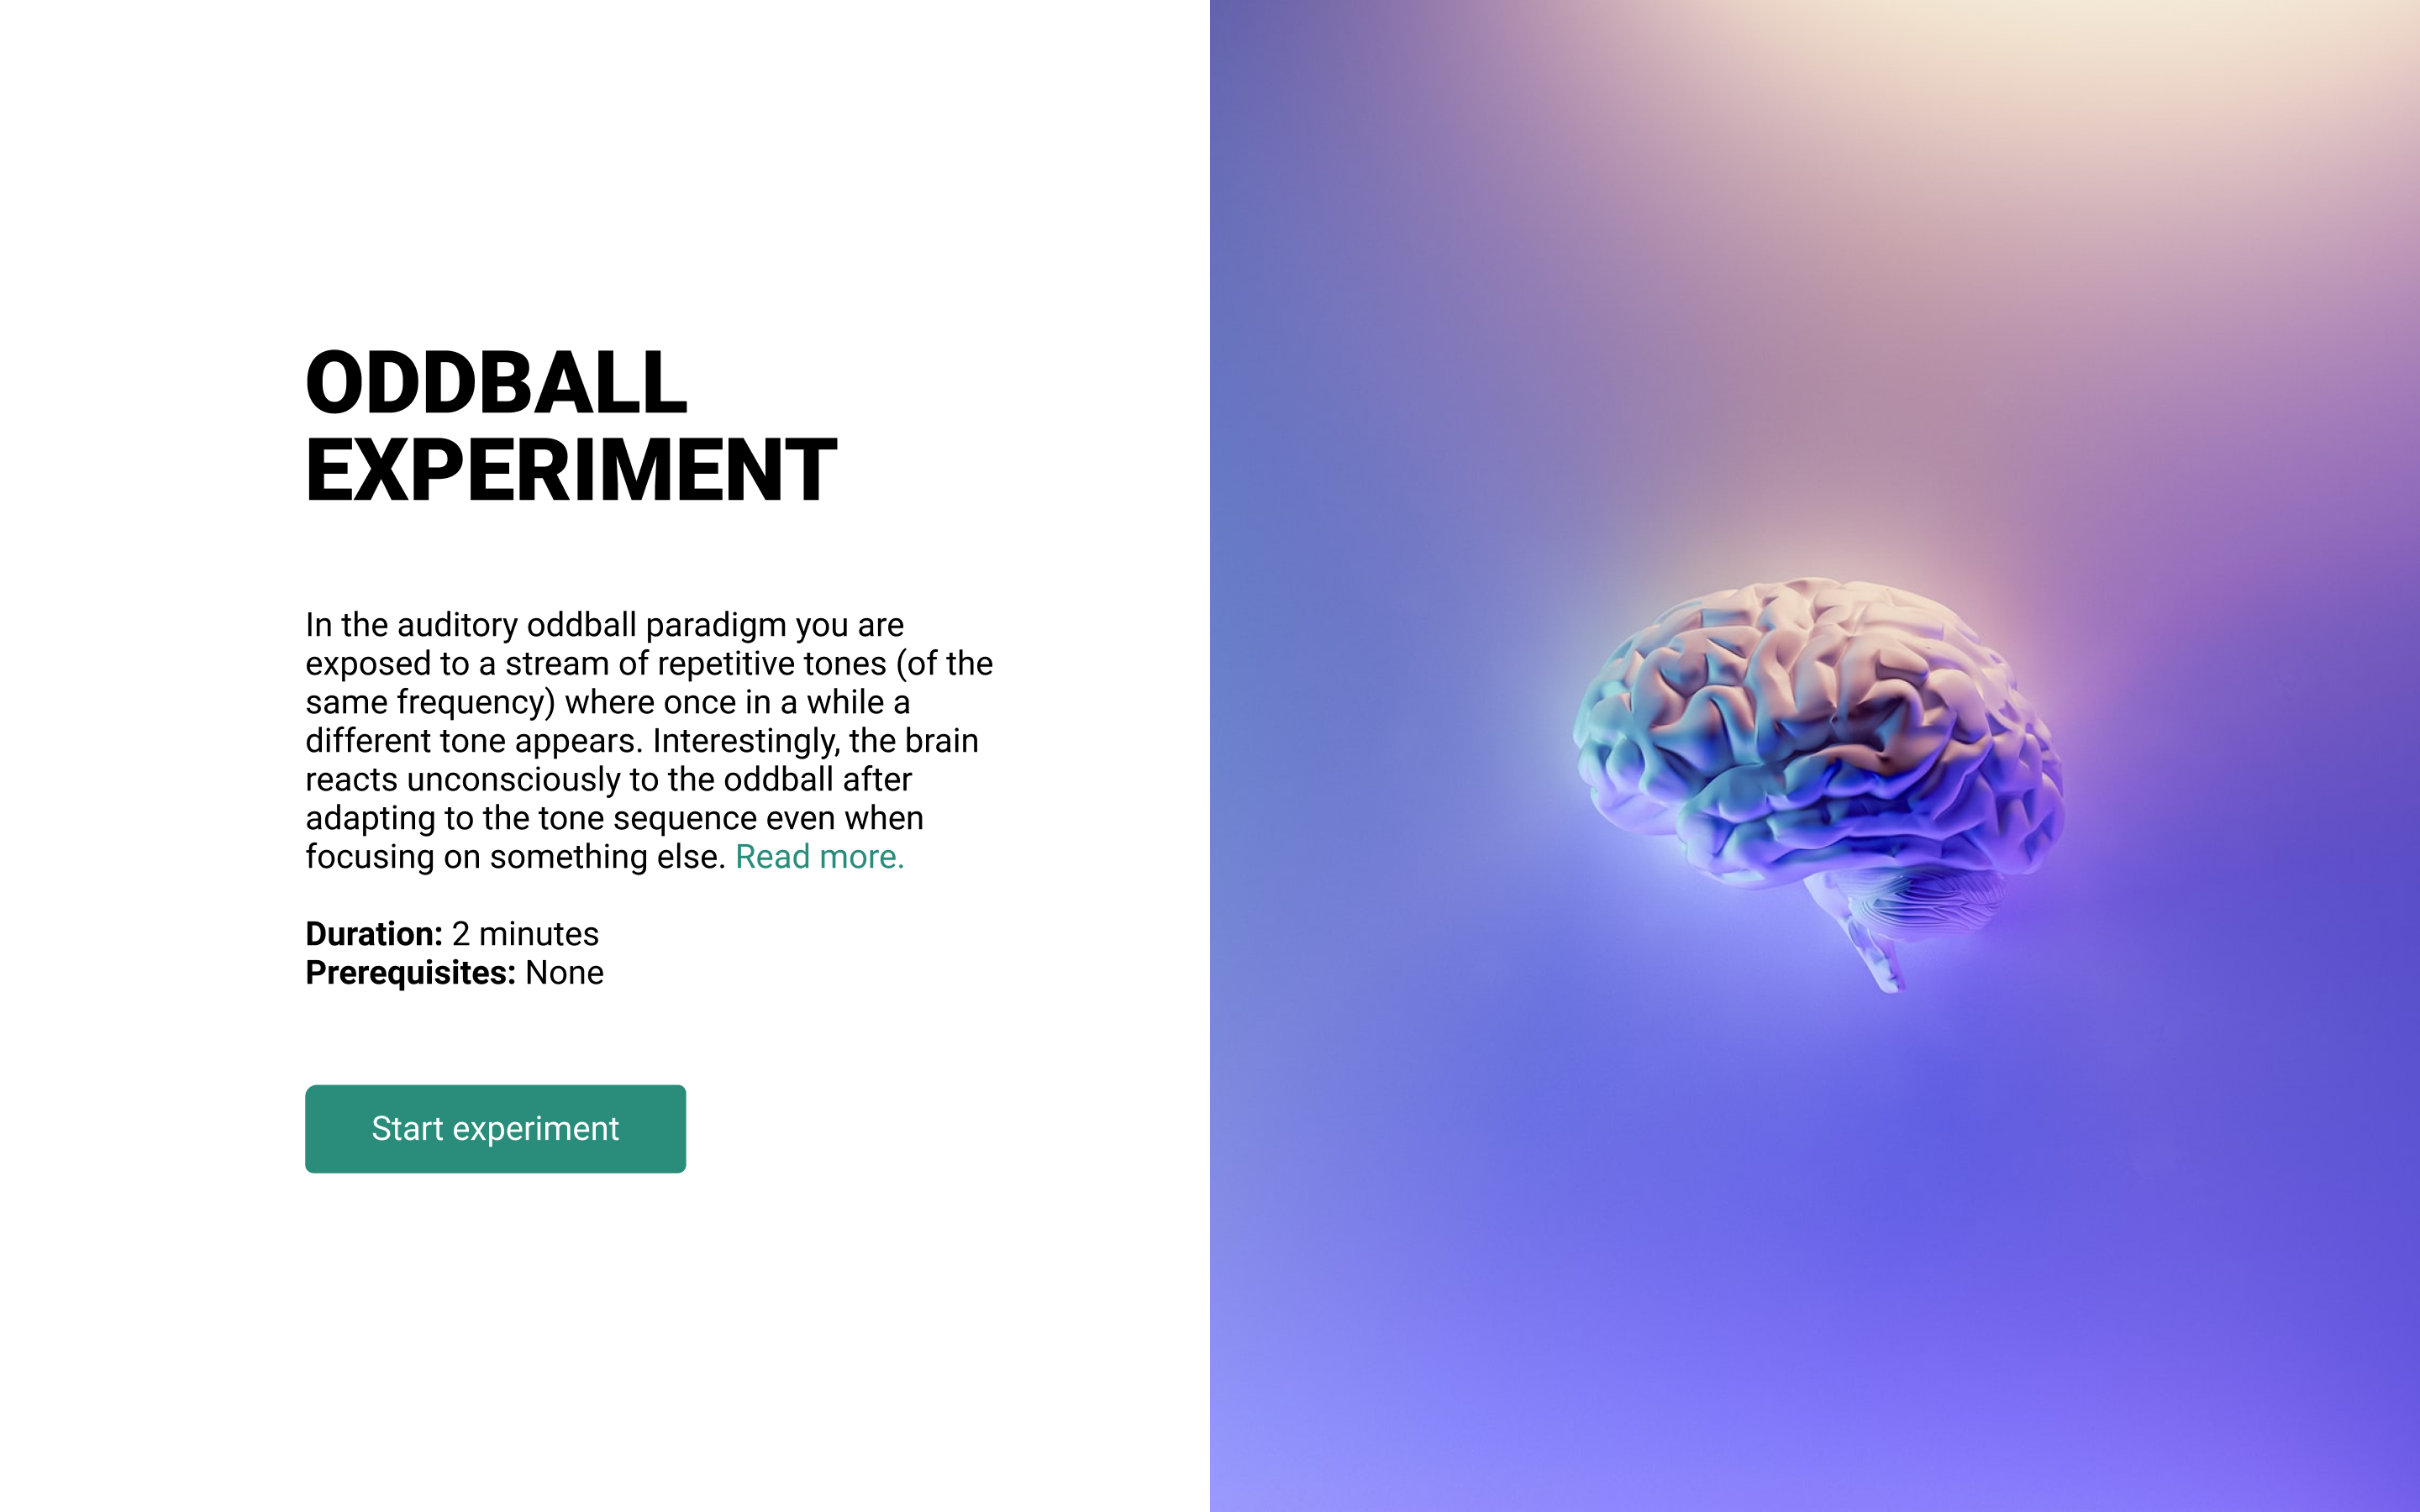 ODDBALL
EXPERIMENT
In the auditory oddball paradigm you are
exposed to a stream of repetitive tones (of the
same frequency) where once in a while a
different tone appears. Interestingly, the brain
reacts unconsciously to the oddball after
adapting to the tone sequence even when
focusing on something else. Read more.
Duration: 2 minutes
Prerequisites: None
Start experiment